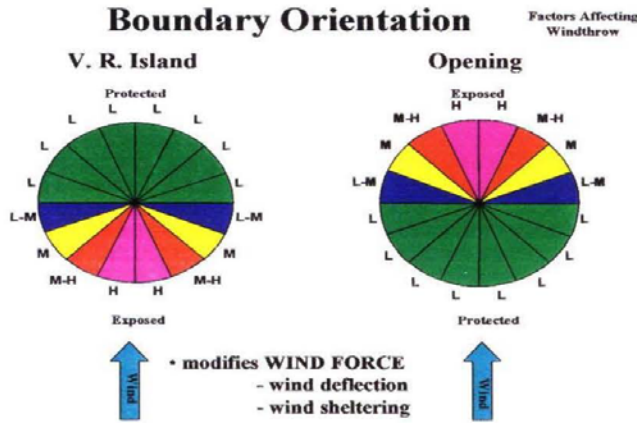 Boundary Orientation
Factors Affecting
Windthrow
V. R. Island
Opening
Protected
L L
L L
L L
L L
L-M L-M
M M
M-H M-H
H H
Exposed
Exposed
H H
M-H M-H
M M
L-M L-M
L L
L L
L L
L L
Protected
Wind
Wind
• modifies WIND FORCE
- wind deflection
- wind sheltering